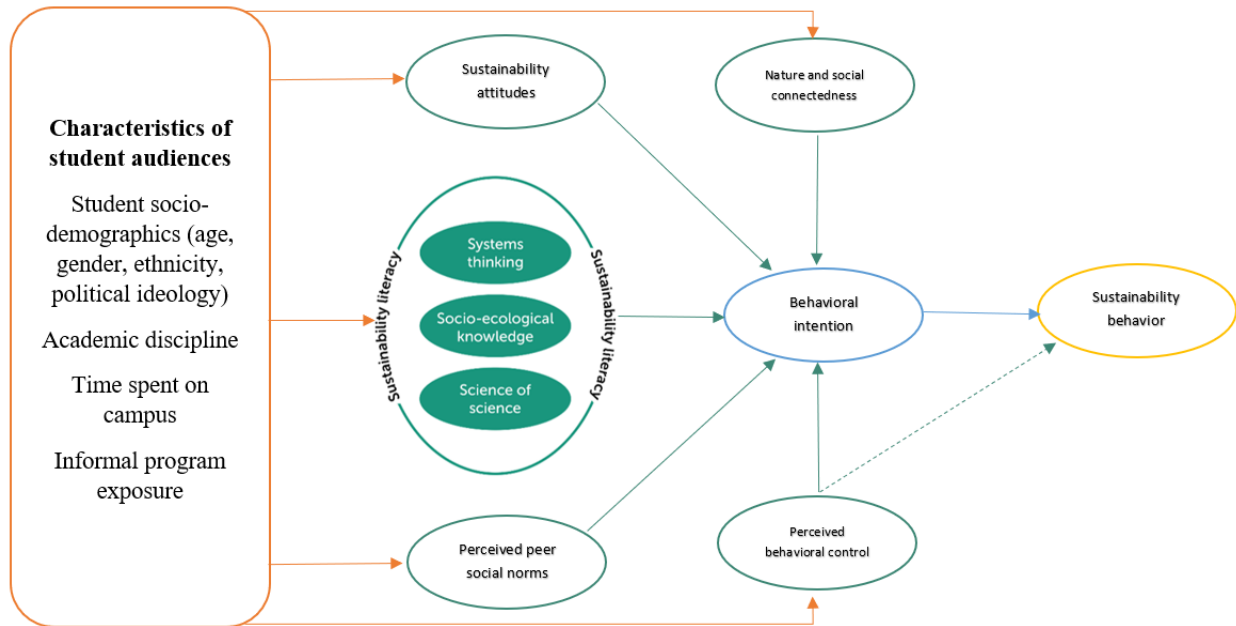 Characteristics of
student audiences
Student socio-
demographics (age,
gender, ethnicity,
political ideology)
Academic discipline
Time spent on
campus
Informal program
exposure
Sustainability
attitudes
Nature and social
connectedness
Sustainability literacy
Systems
thinking
Socio-ecological
knowledge
Science of
science
Sustainability literacy
Behavioral
intention
Sustainability
behavior
Perceived peer
social norms
Perceived
behavioral control